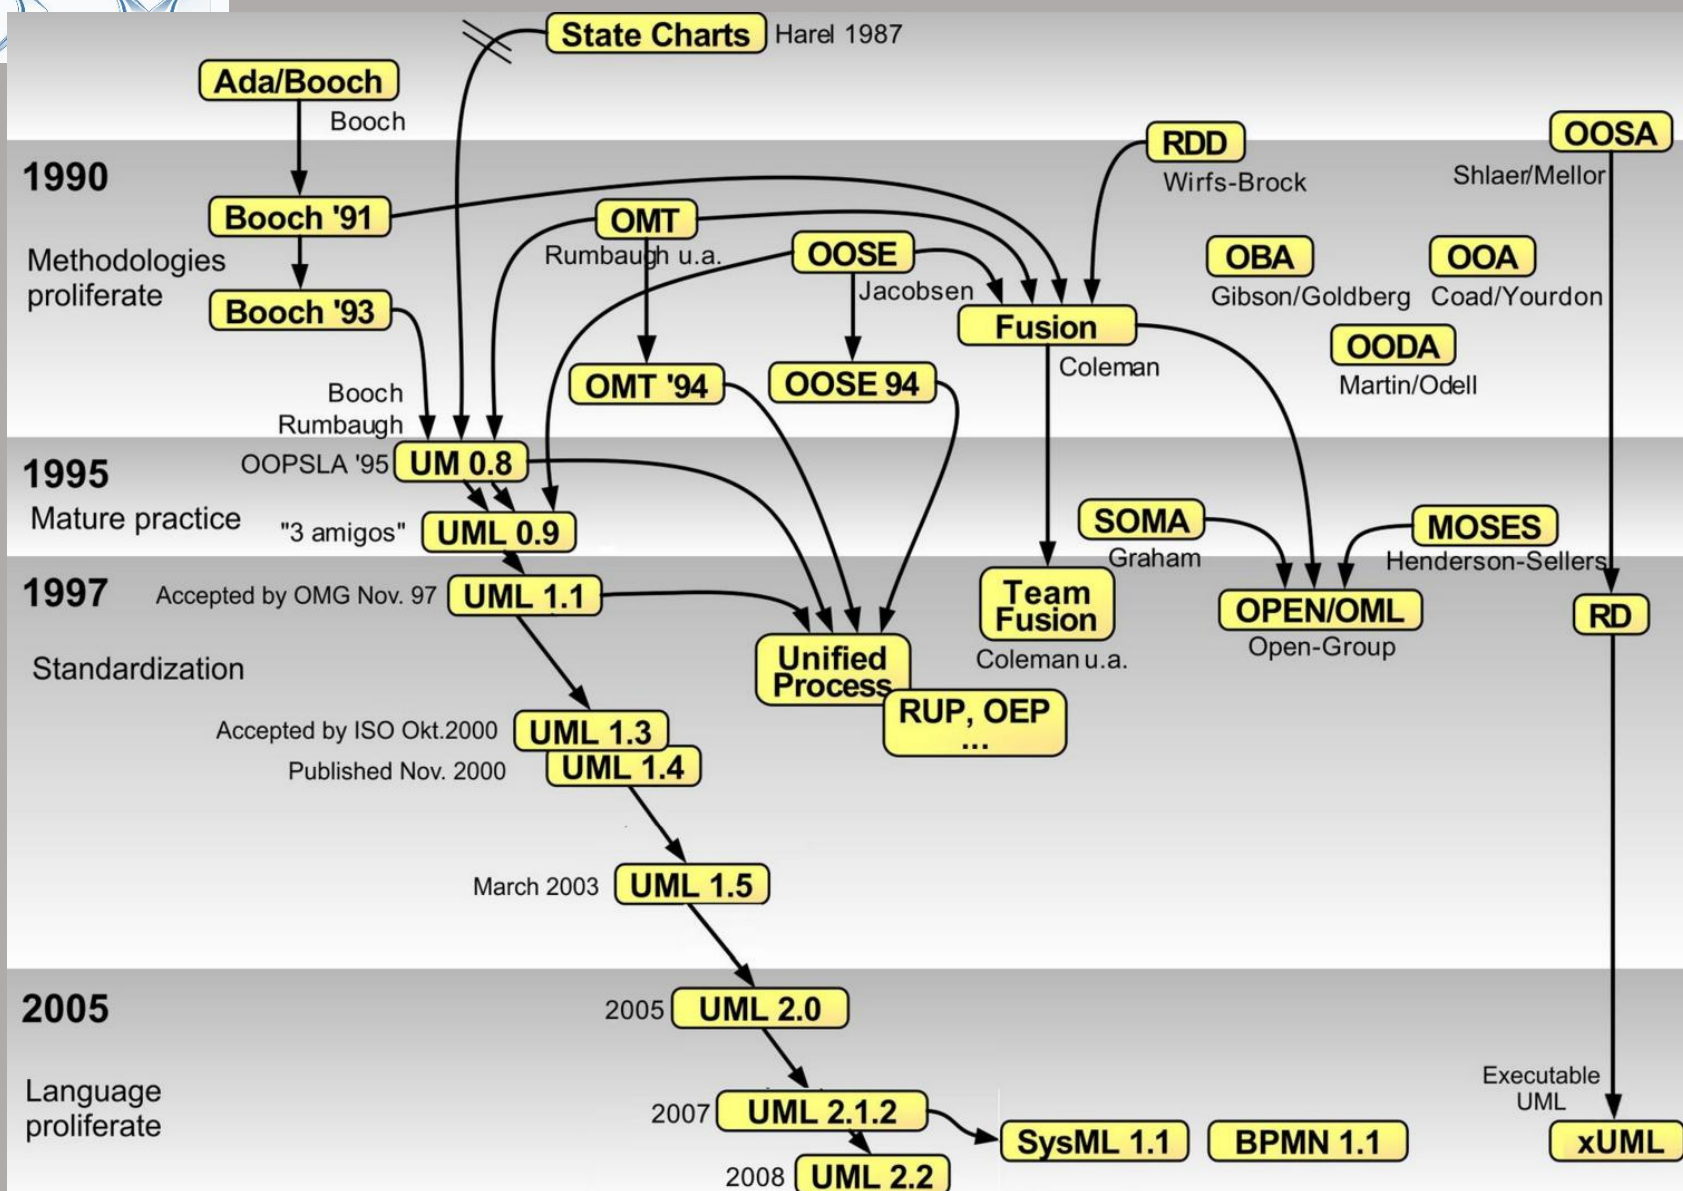 State Charts Harel 1987
Ada/Booch
Booch
RDD
Wirfs-Brock
OOSA
Shlaer/Mellor
1990
Methodologies
proliferate
Booch '91
OMT
Rumbaugh u.a.
OOSE
Jacobsen
OBA
Gibson/Goldberg
OOA
Coad/Yourdon
Booch '93
Fusion
Coleman
OODA
Martin/Odell
OMT '94
OOSE 94
Booch
Rumbaugh
1995
Mature practice
OOPSLA '95
UM 0.8
"3 amigos"
UML 0.9
SOMA
Graham
MOSES
Henderson-Sellers
1997
Standardization
Accepted by OMG Nov. 97
UML 1.1
Team
Fusion
Coleman u.a.
OPEN/OML
Open-Group
RD
Unified
Process
RUP, OEP
...
Accepted by ISO Okt.2000
UML 1.3
Published Nov. 2000
UML 1.4
March 2003
UML 1.5
2005
Language
proliferate
2005
UML 2.0
2007
UML 2.1.2
2008
UML 2.2
SysML 1.1
BPMN 1.1
Executable
UML
xUML